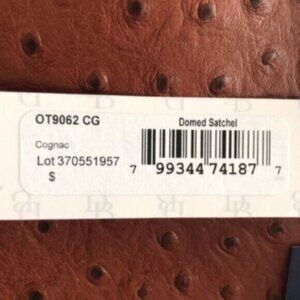 OT9062 CG
Domed Satchel
Cognac
Lot 370551957
$
7 99344 74187 7